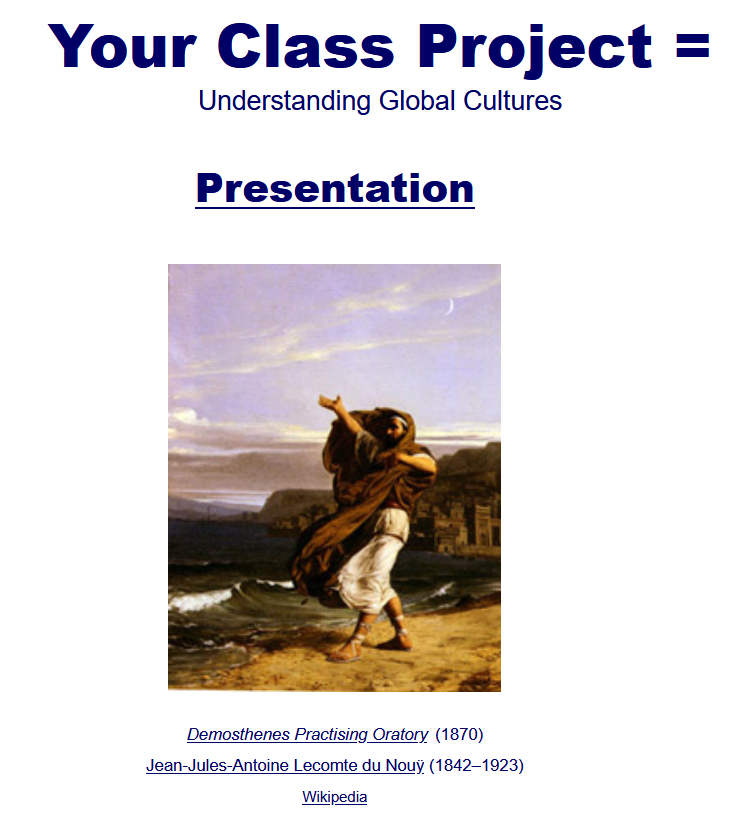 Your Class Project =
Understanding Global Cultures
Presentation
Demosthenes Practising Oratory (1870)
Jean-Jules-Antoine Lecomte du Nouÿ (1842–1923)
Wikipedia